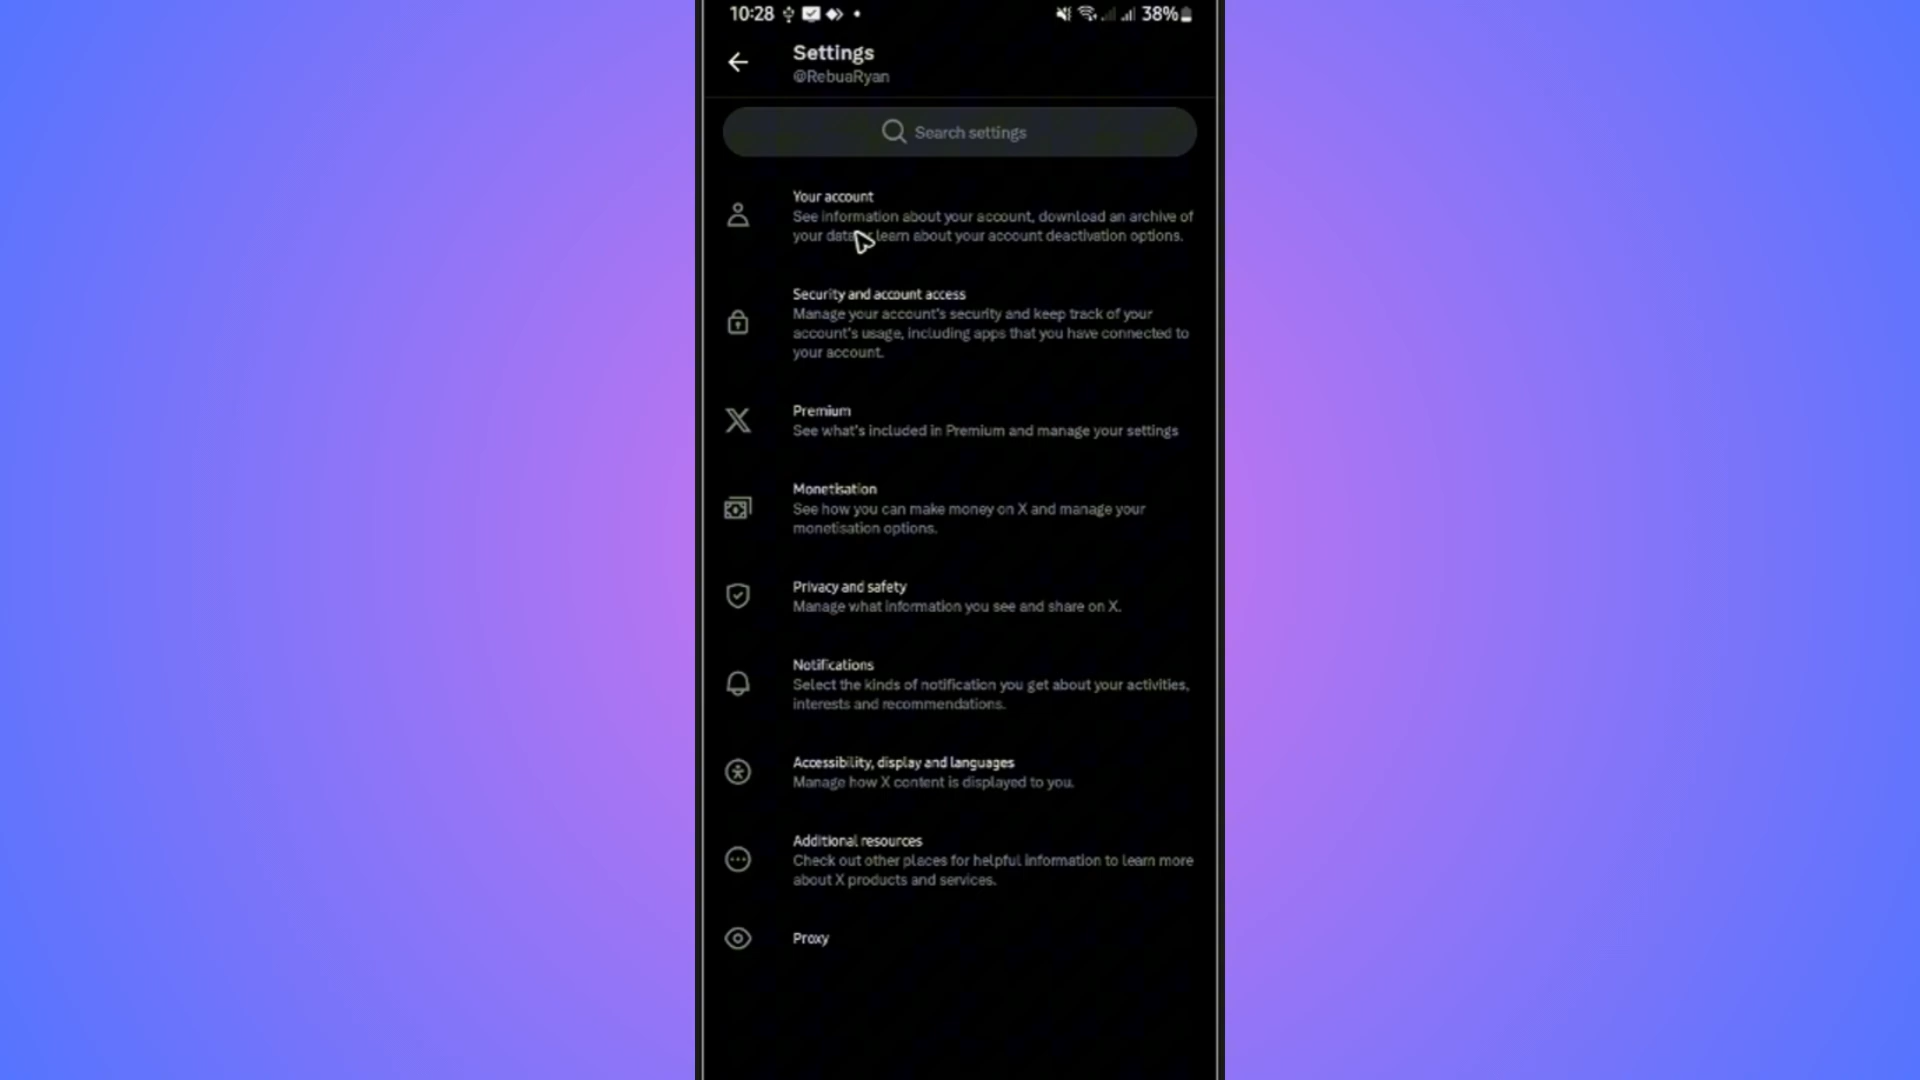 10:28 38%
Settings
@RebuaRyan
Search settings
Your account
See information about your account, download an archive of
your data learn about your account deactivation options.
Security and account access
Manage your account's security and keep track of your
account's usage, including apps that you have connected to
your account.
Premium
See what's included in Premium and manage your settings
Monetisation
See how you can make money on X and manage your
monetisation options.
Privacy and safety
Manage what information you see and share on X.
Notifications
Select the kinds of notification you get about your activities,
interests and recommendations.
Accessibility, display and languages
Manage how X content is displayed to you.
Additional resources
Check out other places for helpful information to learn more
about X products and services.
Proxy